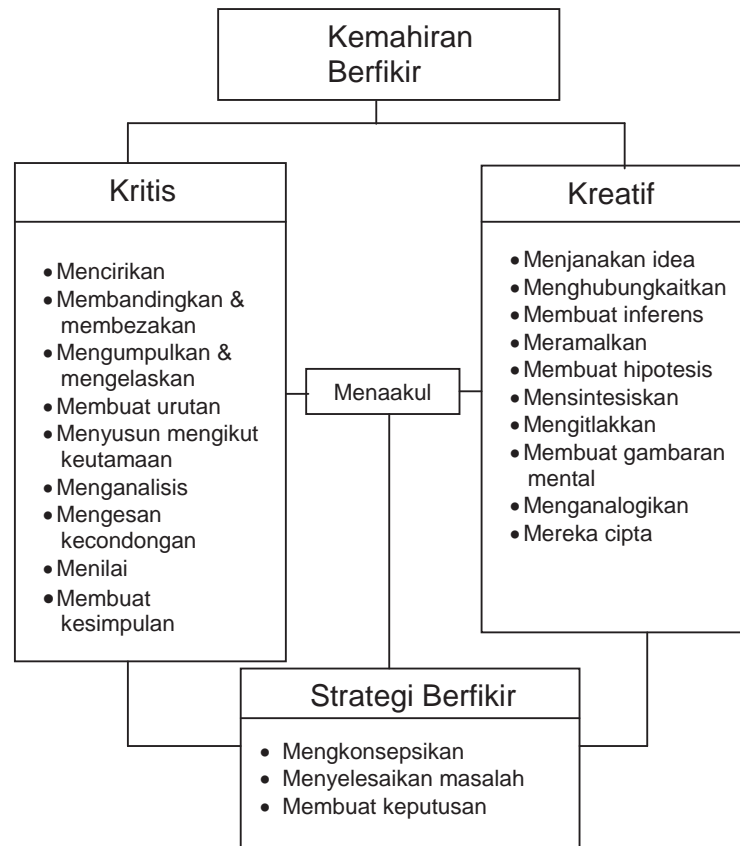 Kemahiran
Berfikir
Kritis
• Mencirikan
• Membandingkan &
membezakan
• Mengumpulkan &
mengelaskan
• Membuat urutan
• Menyusun mengikut
keutamaan
• Menganalisis
• Mengesan
kecondongan
• Menilai
• Membuat
kesimpulan
Menaakul
Kreatif
• Menjanakan idea
• Menghubungkaitkan
• Membuat inferens
• Meramalkan
• Membuat hipotesis
• Mensintesiskan
• Mengitlakkan
• Membuat gambaran
mental
• Menganalogikan
• Mereka cipta
Strategi Berfikir
• Mengkonsepsikan
• Menyelesaikan masalah
• Membuat keputusan